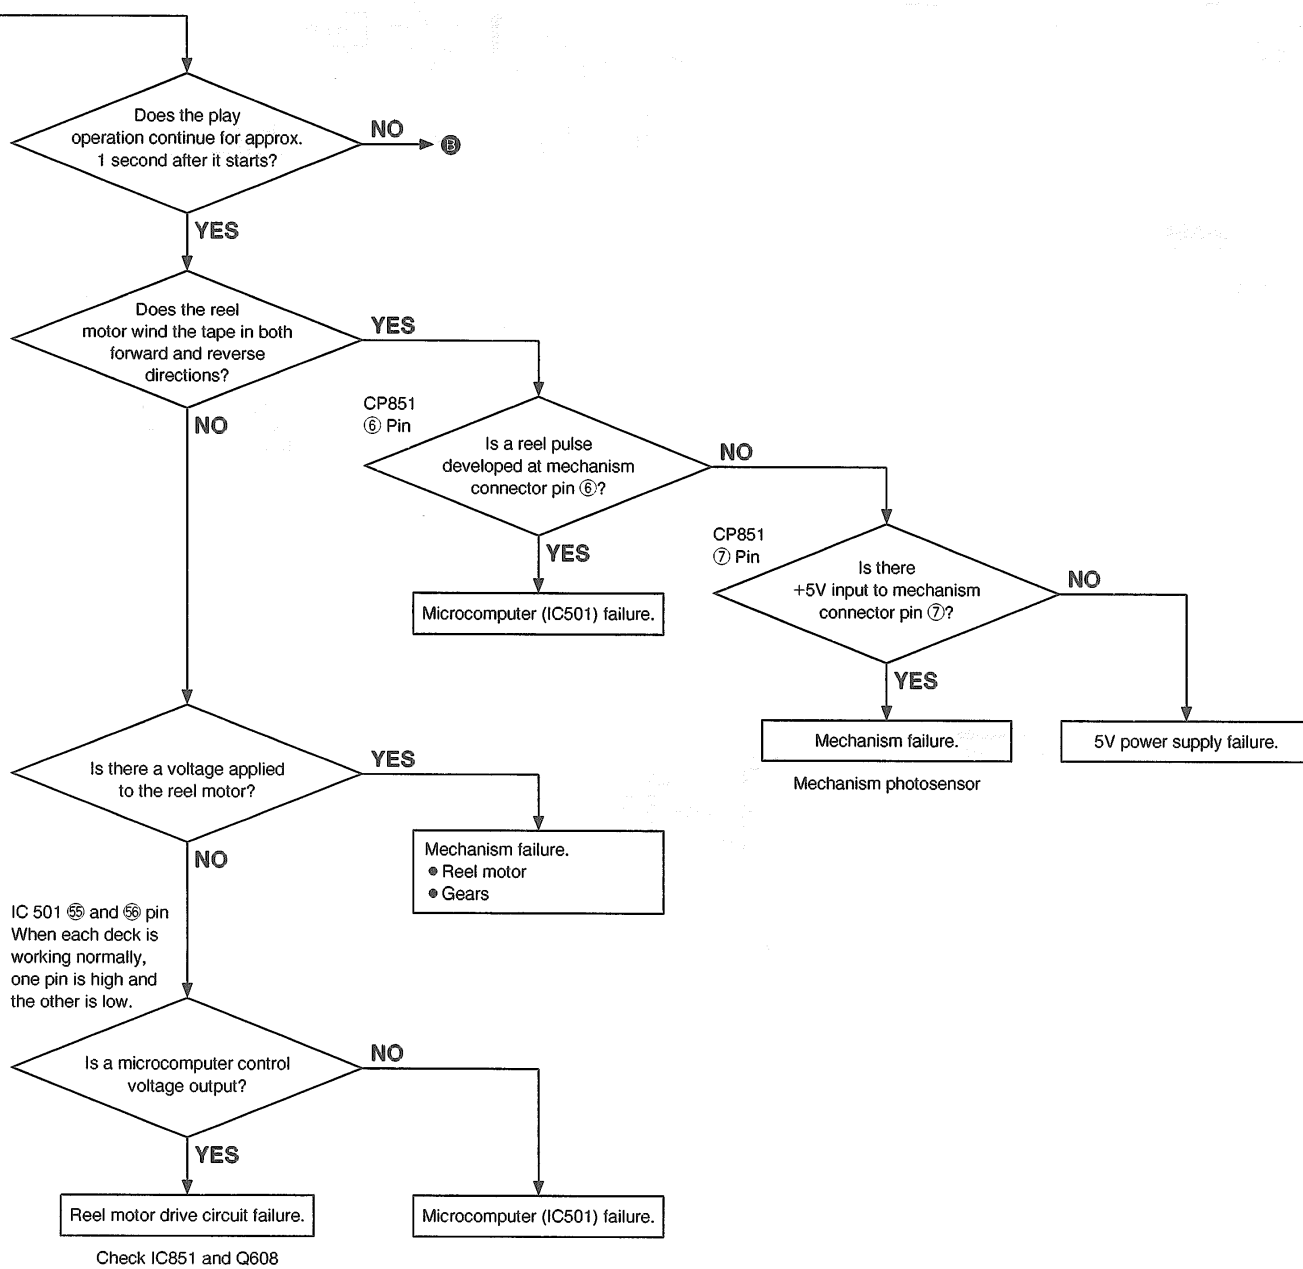 Does the play
operation continue for approx.
1 second after it starts?
NO
B
YES
Does the reel
motor wind the tape in both
forward and reverse
directions?
YES
NO
CP851
⑥ Pin
Is a reel pulse
developed at mechanism
connector pin ⑥?
NO
YES
Microcomputer (IC501) failure.
CP851
⑦ Pin
Is there
+5V input to mechanism
connector pin ⑦?
NO
YES
Mechanism failure.
Mechanism photosensor
5V power supply failure.
Is there a voltage applied
to the reel motor?
YES
NO
Mechanism failure.
● Reel motor
● Gears
IC 501 55 and 56 pin
When each deck is
working normally,
one pin is high and
the other is low.
Is a microcomputer control
voltage output?
NO
YES
Reel motor drive circuit failure.
Check IC851 and Q608
Microcomputer (IC501) failure.